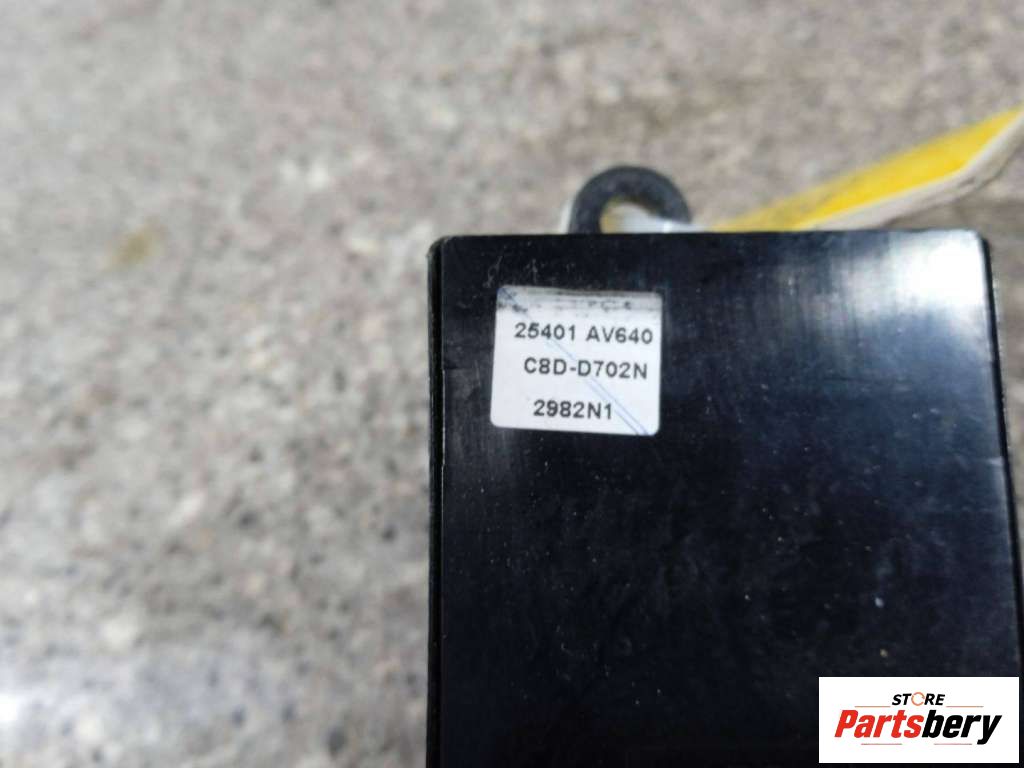 25401 AV640
C8D-D702N
2982N1
STORE
Partsbery